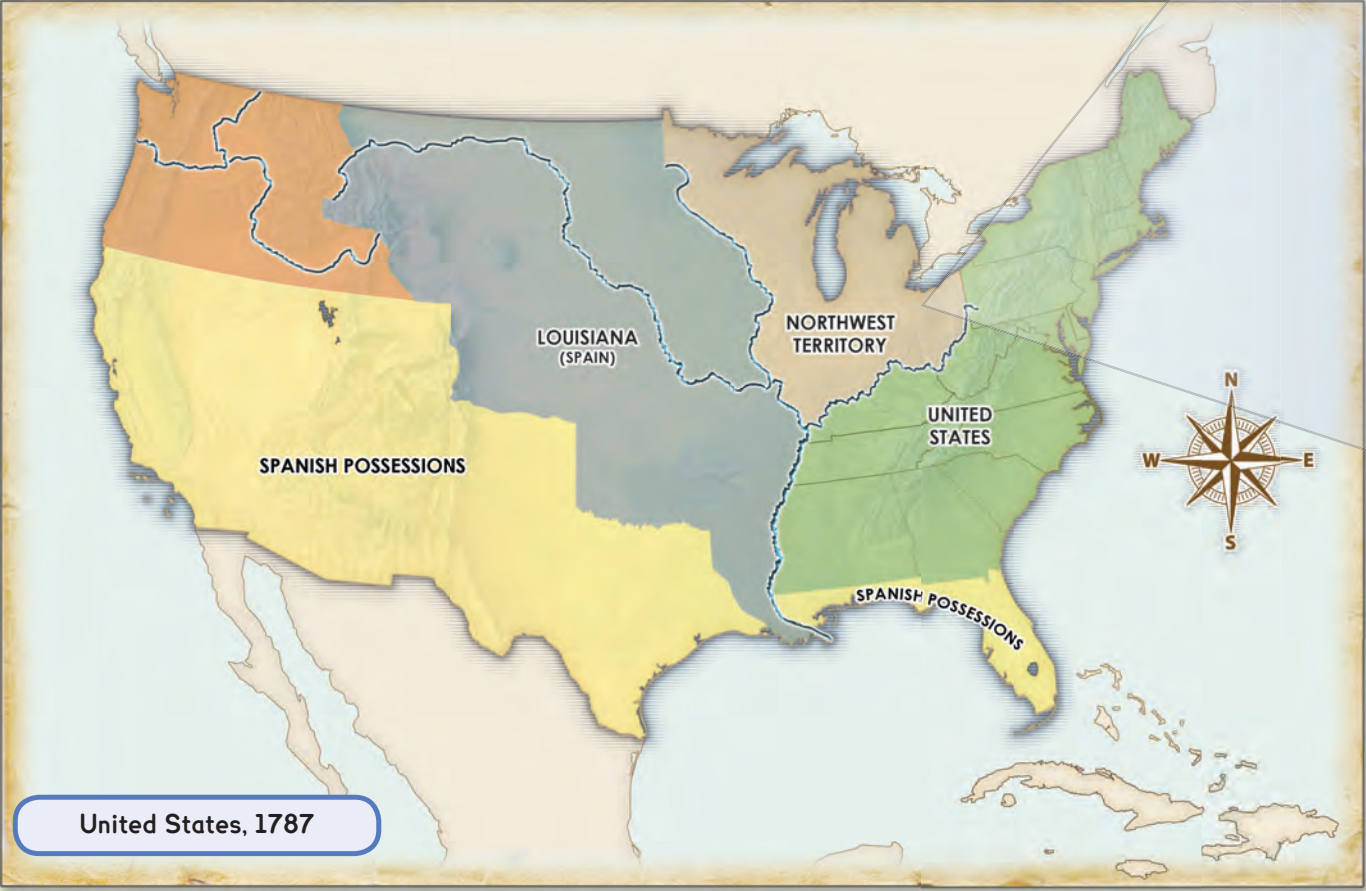 NORTHWEST
TERRITORY
LOUISIANA
(SPAIN)
UNITED
STATES
SPANISH POSSESSIONS
SPANISH POSSESSIONS
N
W
E
S
United States, 1787